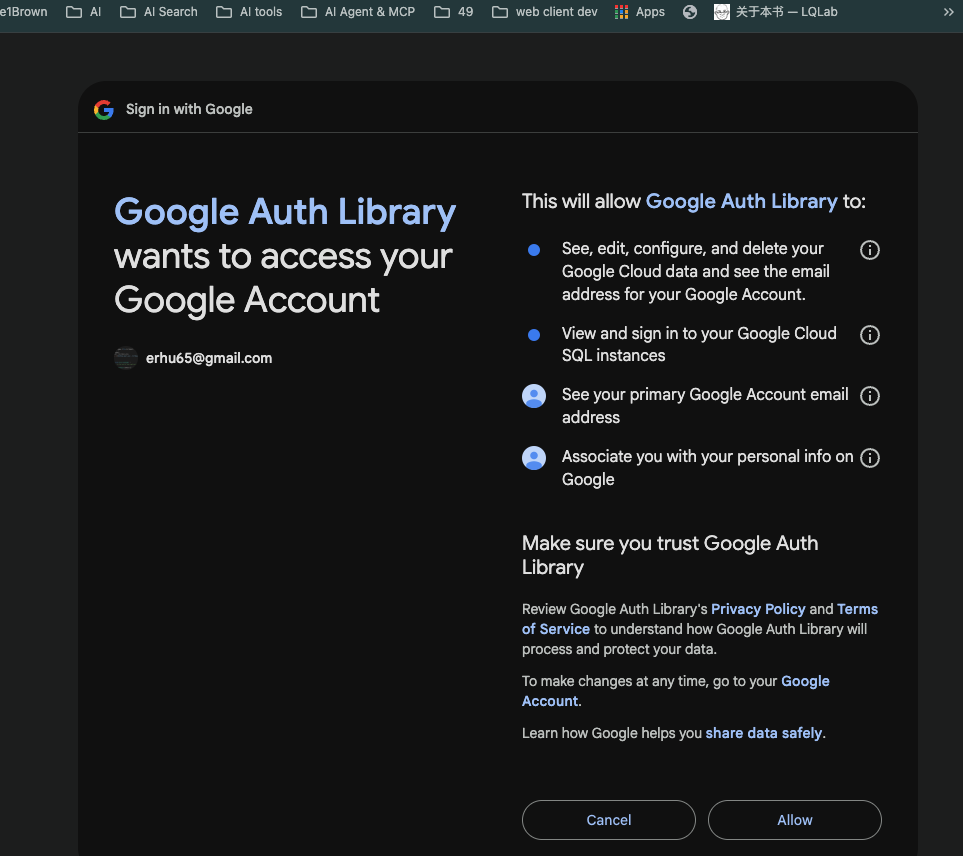 e1Brown AI AI Search AI tools AI Agent & MCP 49 web client dev Apps 关于本书 — LQLab »
Sign in with Google
Google Auth Library
wants to access your
Google Account
erhu65@gmail.com
This will allow Google Auth Library to:
See, edit, configure, and delete your
Google Cloud data and see the email
address for your Google Account.
View and sign in to your Google Cloud
SQL instances
See your primary Google Account email
address
Associate you with your personal info on
Google
Make sure you trust Google Auth
Library
Review Google Auth Library's Privacy Policy and Terms
of Service to understand how Google Auth Library will
process and protect your data.
To make changes at any time, go to your Google
Account.
Learn how Google helps you share data safely.
Cancel Allow